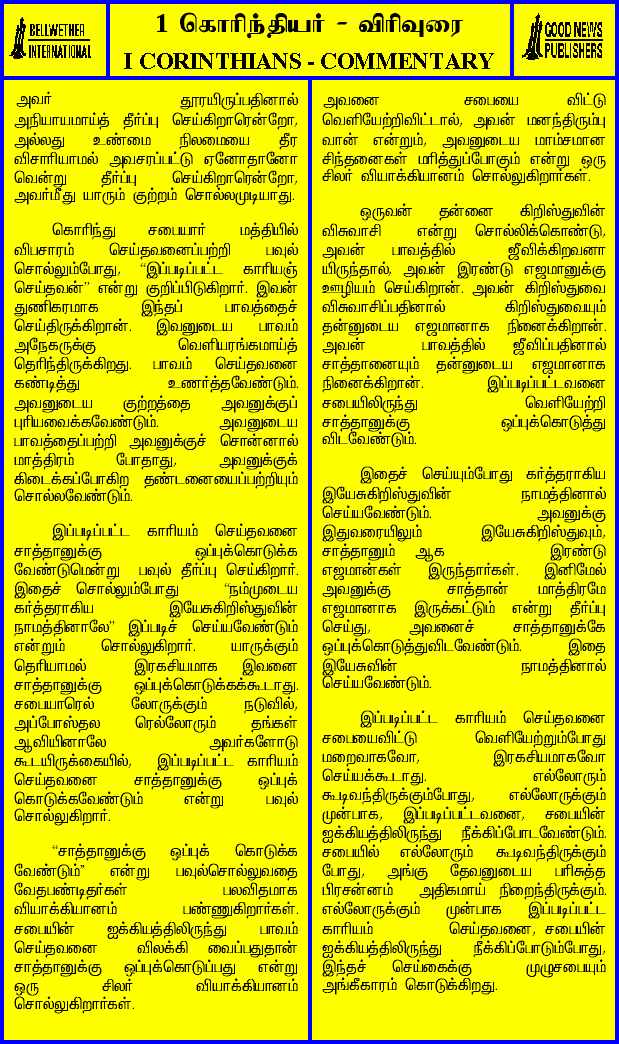 BELLWETHER
INTERNATIONAL
1 கொரிந்தியர் - விரிவுரை
I CORINTHIANS - COMMENTARY
GOOD NEWS
PUBLISHERS
அவர் தூரயிருப்பதினால்
அநியாயமாய்த் தீர்ப்பு செய்கிறாரென்றோ,
அல்லது உண்மை நிலமையை தீர
விசாரியாமல் அவசரப்பட்டு ஏனோதானோ
வென்று தீர்ப்பு செய்கிறாரென்றோ,
அவர்மீது யாரும் குற்றம் சொல்லமுடியாது.
கொரிந்து சபையார் மத்தியில்
விபசாரம் செய்தவனைப்பற்றி பவுல்
சொல்லும்போது, “இப்படிப்பட்ட காரியஞ்
செய்தவன்” என்று குறிப்பிடுகிறார். இவன்
துணிகரமாக இந்தப் பாவத்தைச்
செய்திருக்கிறான். இவனுடைய பாவம்
அநேகருக்கு வெளியரங்கமாய்த்
தெரிந்திருக்கிறது. பாவம் செய்தவனை
கண்டித்து உணர்த்தவேண்டும்.
அவனுடைய குற்றத்தை அவனுக்குப்
புரியவைக்கவேண்டும். அவனுடைய
பாவத்தைப்பற்றி அவனுக்குச் சொன்னால்
மாத்திரம் போதாது, அவனுக்குக்
கிடைக்கப்போகிற தண்டனையைப்பற்றியும்
சொல்லவேண்டும்.
இப்படிப்பட்ட காரியம் செய்தவனை
சாத்தானுக்கு ஒப்புக்கொடுக்க
வேண்டுமென்று பவுல் தீர்ப்பு செய்கிறார்.
இதைச் சொல்லும்போது “நம்முடைய
கர்த்தராகிய இயேசுகிறிஸ்துவின்
நாமத்தினாலே” இப்படிச் செய்யவேண்டும்
என்றும் சொல்லுகிறார். யாருக்கும்
தெரியாமல் இரகசியமாக இவனை
சாத்தானுக்கு ஒப்புக்கொடுக்கக்கூடாது.
சபையாரெல் லோருக்கும் நடுவில்,
அப்போஸ்தல ரெல்லோரும் தங்கள்
ஆவியினாலே அவர்களோடு
கூடயிருக்கையில், இப்படிப்பட்ட காரியம்
செய்தவனை சாத்தானுக்கு ஒப்புக்
கொடுக்கவேண்டும் என்று பவுல்
சொல்லுகிறார்.
“சாத்தானுக்கு ஒப்புக் கொடுக்க
வேண்டும்” என்று பவுல்சொல்லுவதை
வேதபண்டிதர்கள் பலவிதமாக
வியாக்கியானம் பண்ணுகிறார்கள்.
சபையின் ஐக்கியத்திலிருந்து பாவம்
செய்தவனை விலக்கி வைப்பதுதான்
சாத்தானுக்கு ஒப்புக்கொடுப்பது என்று
ஒரு சிலர் வியாக்கியானம்
சொல்லுகிறார்கள்.
அவனை சபையை விட்டு
வெளியேற்றிவிட்டால், அவன் மனந்திரும்பு
வான் என்றும், அவனுடைய மாம்சமான
சிந்தனைகள் மரித்துப்போகும் என்று ஒரு
சிலர் வியாக்கியானம் சொல்லுகிறார்கள்.
ஒருவன் தன்னை கிறிஸ்துவின்
விசுவாசி என்று சொல்லிக்கொண்டு,
அவன் பாவத்தில் ஜீவிக்கிறவனா
யிருந்தால், அவன் இரண்டு எஜமானுக்கு
ஊழியம் செய்கிறான். அவன் கிறிஸ்துவை
விசுவாசிப்பதினால் கிறிஸ்துவையும்
தன்னுடைய எஜமானாக நினைக்கிறான்.
அவன் பாவத்தில் ஜீவிப்பதினால்
சாத்தானையும் தன்னுடைய எஜமானாக
நினைக்கிறான். இப்படிப்பட்டவனை
சபையிலிருந்து வெளியேற்றி
சாத்தானுக்கு ஒப்புக்கொடுத்து
விடவேண்டும்.
இதைச் செய்யும்போது கர்த்தராகிய
இயேசுகிறிஸ்துவின் நாமத்தினால்
செய்யவேண்டும். அவனுக்கு
இதுவரையிலும் இயேசுகிறிஸ்துவும்,
சாத்தானும் ஆக இரண்டு
எஜமான்கள் இருந்தார்கள். இனிமேல்
அவனுக்கு சாத்தான் மாத்திரமே
எஜமானாக இருக்கட்டும் என்று தீர்ப்பு
செய்து, அவனைச் சாத்தானுக்கே
ஒப்புக்கொடுத்துவிடவேண்டும். இதை
இயேசுவின் நாமத்தினால்
செய்யவேண்டும்.
இப்படிப்பட்ட காரியம் செய்தவனை
சபையைவிட்டு வெளியேற்றும்போது
மறைவாகவோ, இரகசியமாகவோ
செய்யக்கூடாது. எல்லோரும்
கூடிவந்திருக்கும்போது, எல்லோருக்கும்
முன்பாக, இப்படிப்பட்டவனை, சபையின்
ஐக்கியத்திலிருந்து நீக்கிப்போடவேண்டும்.
சபையில் எல்லோரும் கூடிவந்திருக்கும்
போது, அங்கு தேவனுடைய பரிசுத்த
பிரசன்னம் அதிகமாய் நிறைந்திருக்கும்.
எல்லோருக்கும் முன்பாக இப்படிப்பட்ட
காரியம் செய்தவனை, சபையின்
ஐக்கியத்திலிருந்து நீக்கிப்போடும்போது,
இந்தச் செய்கைக்கு முழுசபையும்
அங்கீகாரம் கொடுக்கிறது.